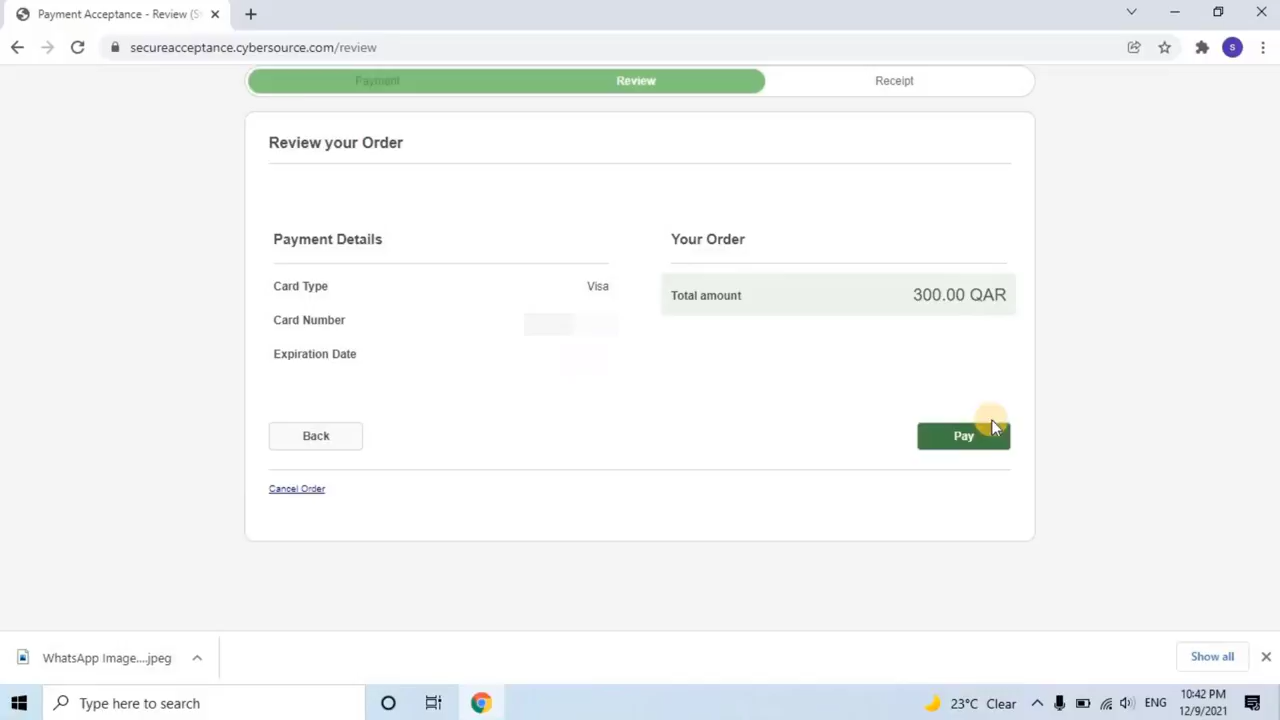 Payment Acceptance - Review (S
secureacceptance.cybersource.com/review
s
Payment
Review
Receipt
Review your Order
Payment Details
Your Order
Card Type
Visa
Total amount
300.00 QAR
Card Number
Expiration Date
Back
Pay
Cancel Order
WhatsApp Image....jpeg
Show all
Type here to search
23°C Clear
ENG
10:42 PM
12/9/2021